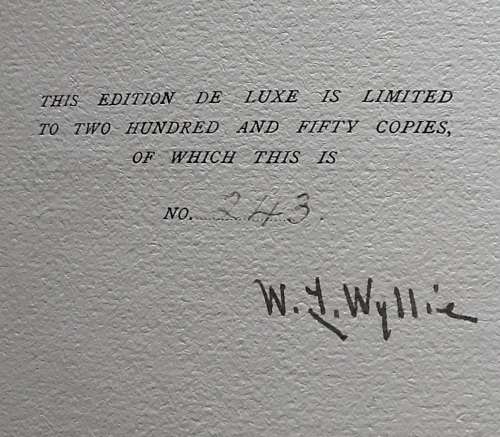 THIS EDITION DE LUXE IS LIMITED
TO TWO HUNDRED AND FIFTY COPIES,
OF WHICH THIS IS
NO. 243.
W. L. Wyllie